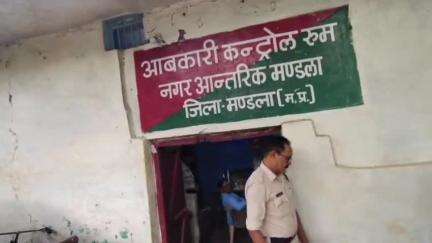 आबकारी कन्ट्रोल रुम
नगर आन्तरिक मण्डला
जिला-मण्डला (म.प्र.)